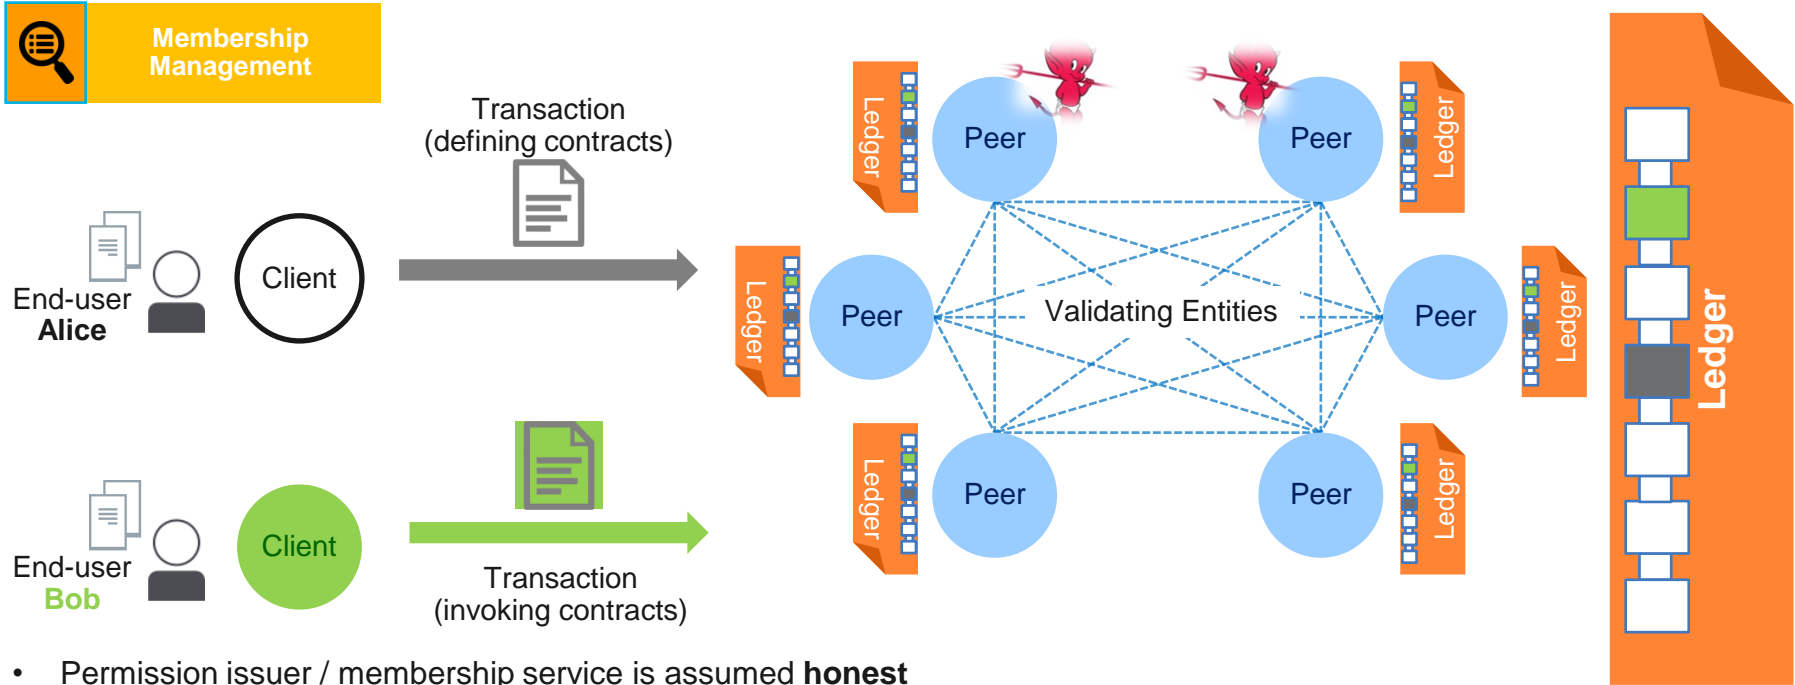 Membership
Management
Transaction
(defining contracts)
End-user
Alice
Client
End-user
Bob
Client
Transaction
(invoking contracts)
Ledger
Peer
Peer
Ledger
Ledger
Peer
Validating Entities
Peer
Ledger
Ledger
Peer
Peer
Ledger
Ledger
• Permission issuer / membership service is assumed honest